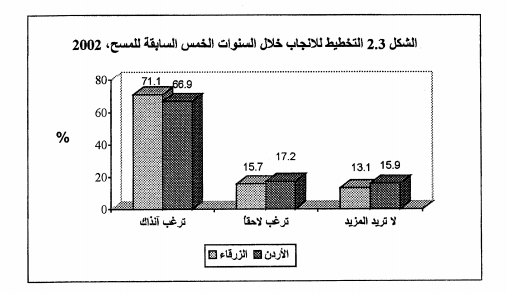 الشكل 2.3 التخطيط للانجاب خلال السنوات الخمس السابقة للمسح، 2002
%
80
60
40
20
0
71.1 66.9
15.7 17.2
13.1 15.9
ترغب آنذاك
ترغب لاحقاً
لا تريد المزيد
الزرقاء الأردن